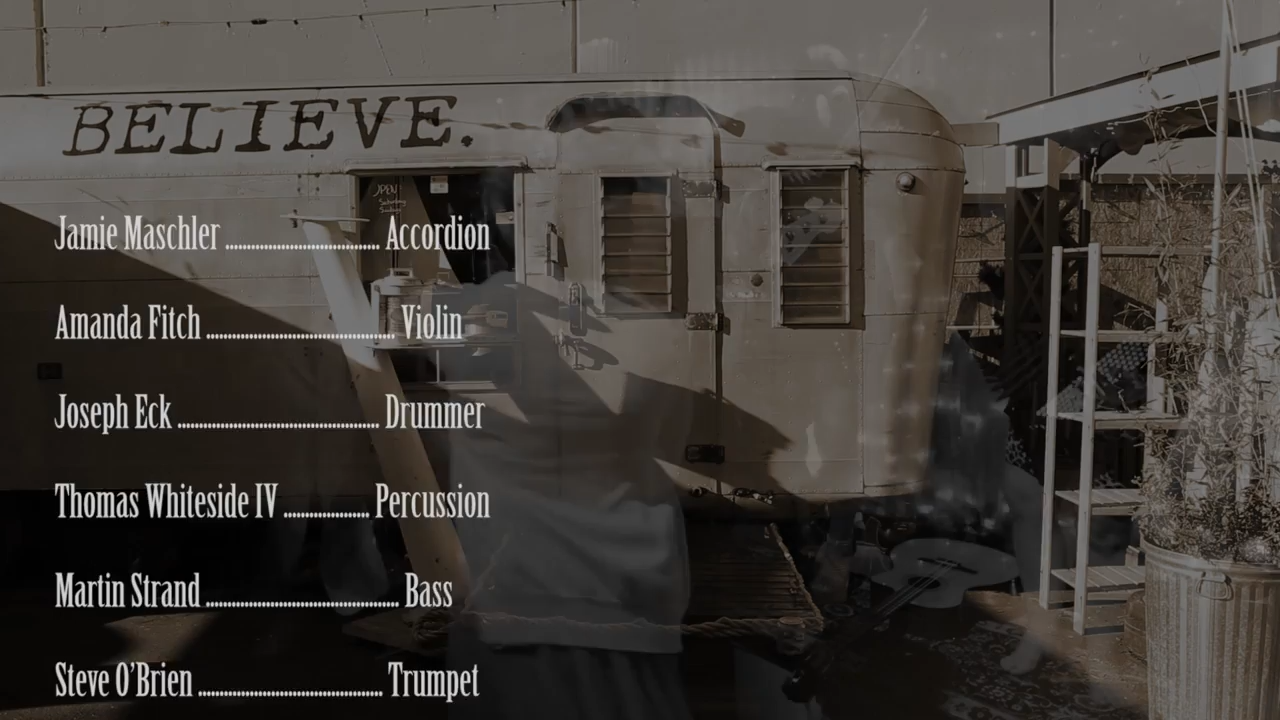 BELIEVE.
OPEN
Jamie Maschler ........................................ Accordion
Amanda Fitch ................................................. Violin
Joseph Eck .................................................... Drummer
Thomas Whiteside IV ...................... Percussion
Martin Strand .................................................. Bass
Steve O'Brien ................................................ Trumpet